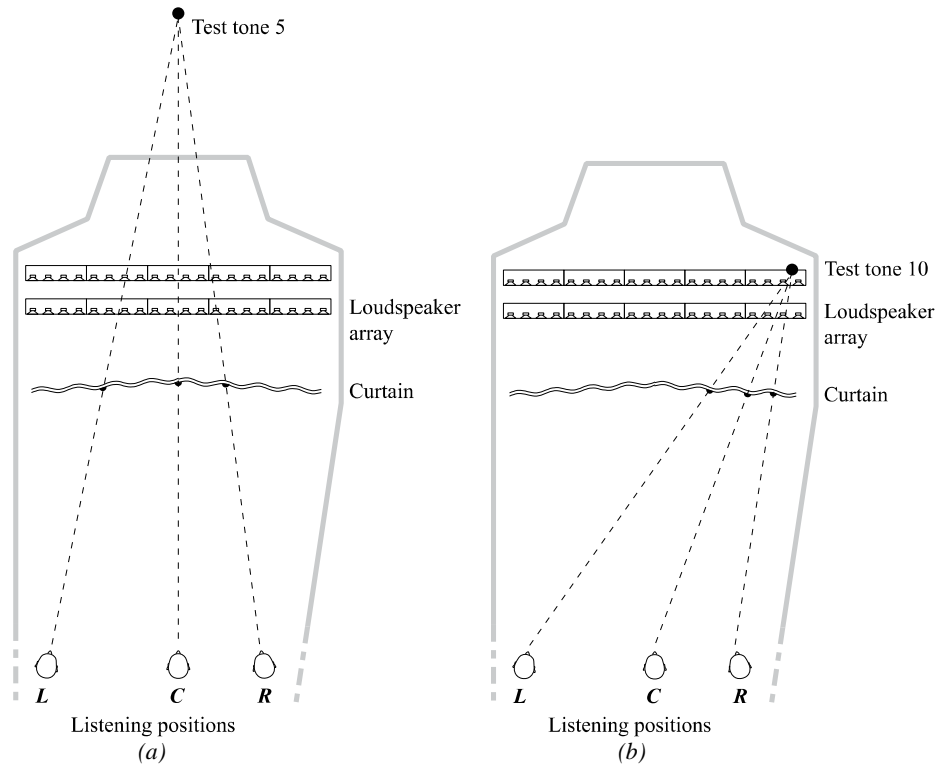 Test tone 5
Loudspeaker
array
Curtain
L
C
R
Listening positions
(a)
Test tone 10
Loudspeaker
array
Curtain
L
C
R
Listening positions
(b)